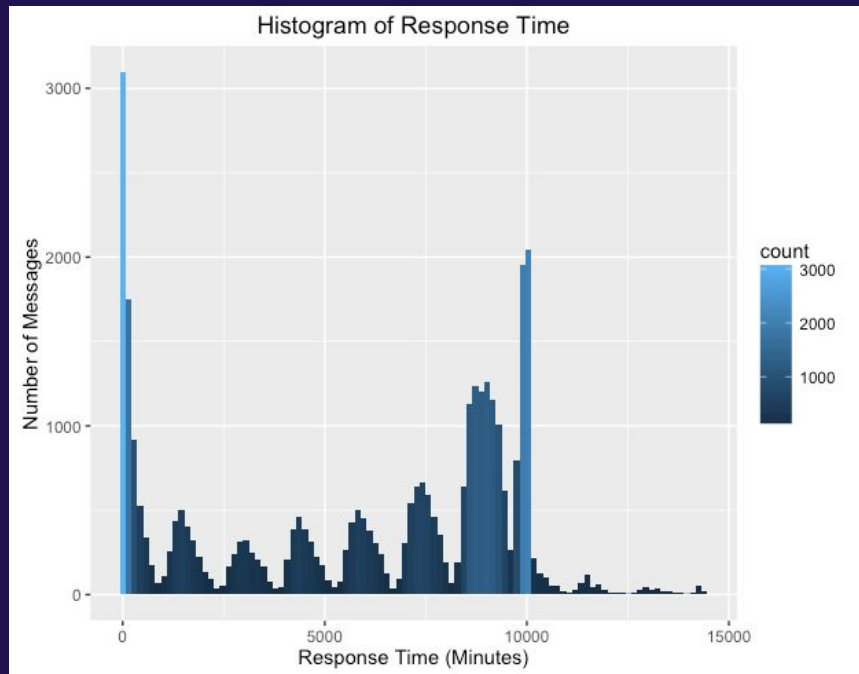 Histogram of Response Time
3000
2000
1000
0
Number of Messages
0 5000 10000 15000
Response Time (Minutes)
count
3000
2000
1000